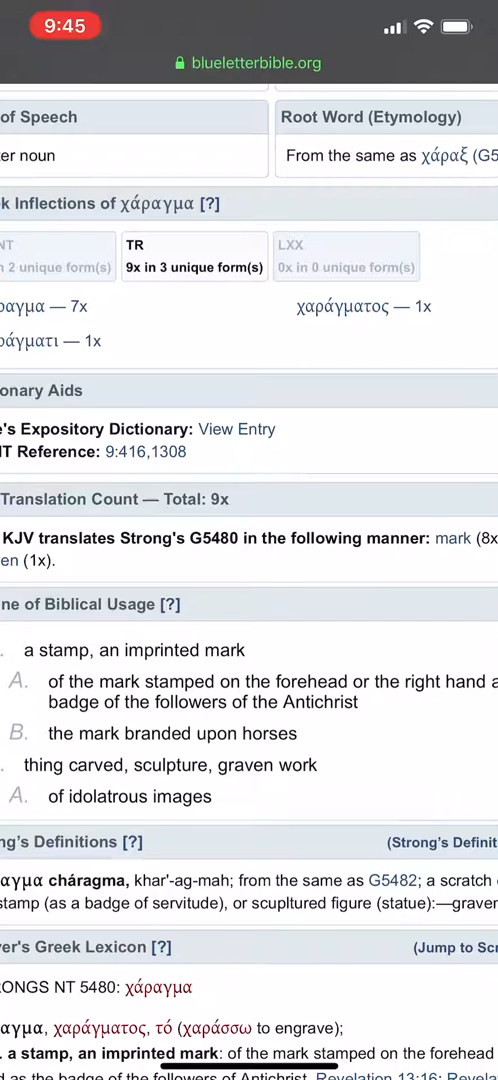 9:45
blueletterbible.org
of Speech
Root Word (Etymology)
er noun
From the same as χάραξ (G5
k Inflections of χάραγμα [?]
NT
n 2 unique form(s)
TR
9x in 3 unique form(s)
LXX
0x in 0 unique form(s)
ραγμα — 7x
χαράγματος — 1x
ράγματι — 1x
onary Aids
e's Expository Dictionary: View Entry
IT Reference: 9:416,1308
Translation Count — Total: 9x
KJV translates Strong's G5480 in the following manner: mark (8x
en (1x).
ne of Biblical Usage [?]
. a stamp, an imprinted mark
A. of the mark stamped on the forehead or the right hand a
badge of the followers of the Antichrist
B. the mark branded upon horses
. thing carved, sculpture, graven work
A. of idolatrous images
ng's Definitions [?]
(Strong's Definit
αγμα cháragma, khar'-ag-mah; from the same as G5482; a scratch
stamp (as a badge of servitude), or scupltured figure (statue):—graven
er's Greek Lexicon [?]
(Jump to Scr
RONGS NT 5480: χάραγμα
αγμα, χαράγματος, τό (χαράσσω to engrave);
. a stamp, an imprinted mark: of the mark stamped on the forehead
d as the badge of the followers of Antichrist, Revelation 13:16; Revela